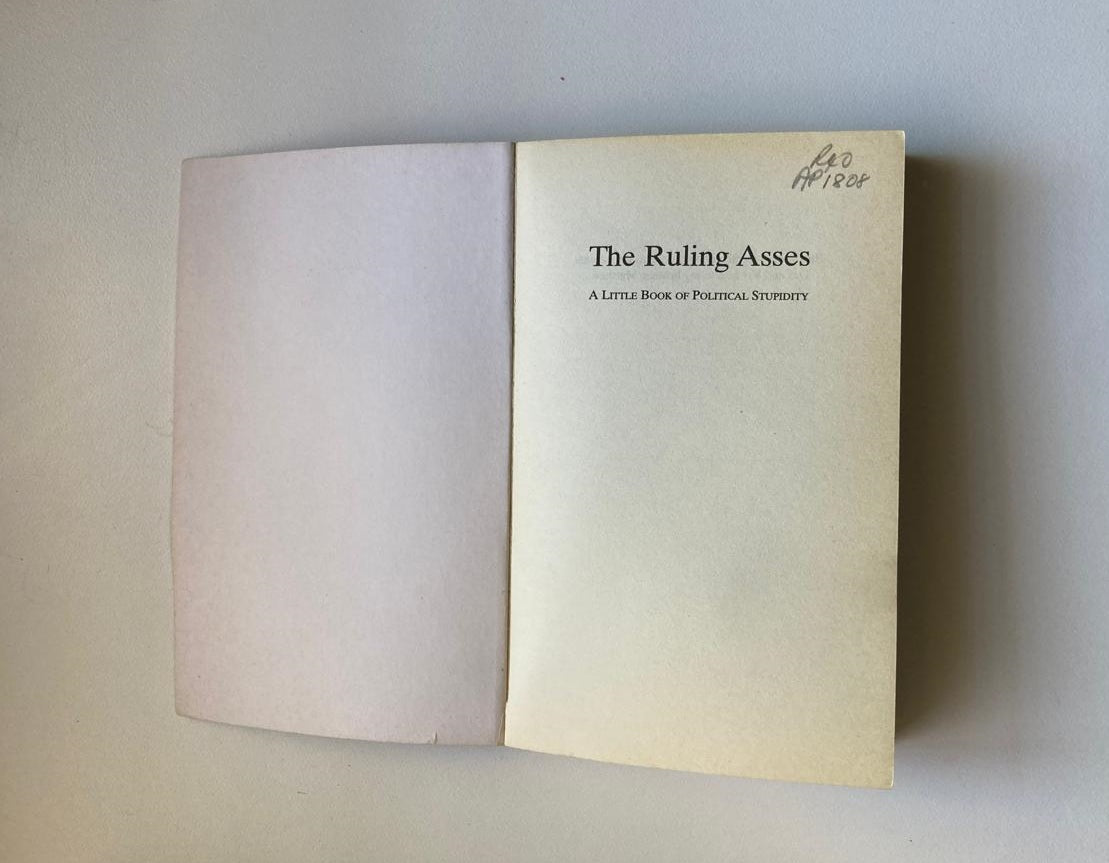 AP1808
The Ruling Asses
A LITTLE BOOK OF POLITICAL STUPIDITY